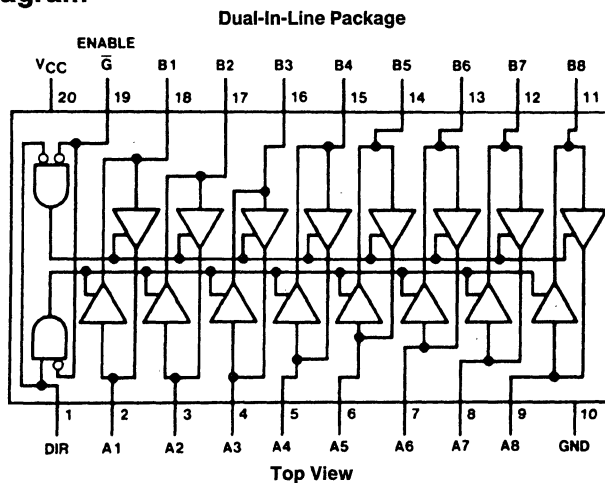 Dual-In-Line Package
ENABLE
VCC G̅ B1 B2 B3 B4 B5 B6 B7 B8
20 19 18 17 16 15 14 13 12 11
1 2 3 4 5 6 7 8 9 10
DIR A1 A2 A3 A4 A5 A6 A7 A8 GND
Top View